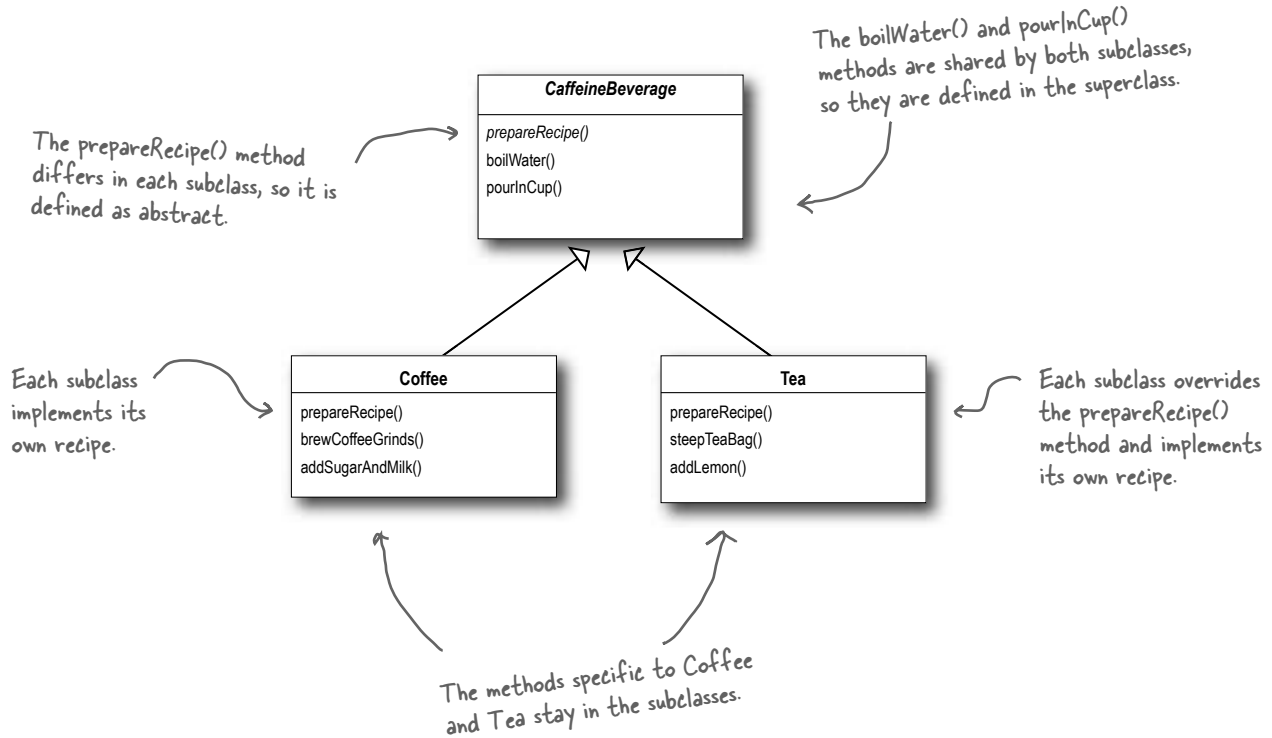 The boilWater() and pourInCup()
methods are shared by both subclasses,
so they are defined in the superclass.
CaffeineBeverage
prepareRecipe()
boilWater()
pourInCup()
The prepareRecipe() method
differs in each subclass, so it is
defined as abstract.
Each subclass
implements its
own recipe.
Coffee
prepareRecipe()
brewCoffeeGrinds()
addSugarAndMilk()
Tea
prepareRecipe()
steepTeaBag()
addLemon()
Each subclass overrides
the prepareRecipe()
method and implements
its own recipe.
The methods specific to Coffee
and Tea stay in the subclasses.